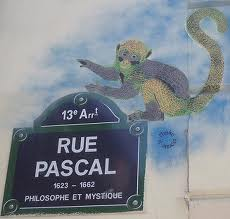 13e Arrt
RUE
PASCAL
1623 - 1662
PHILOSOPHE ET MYSTIQUE